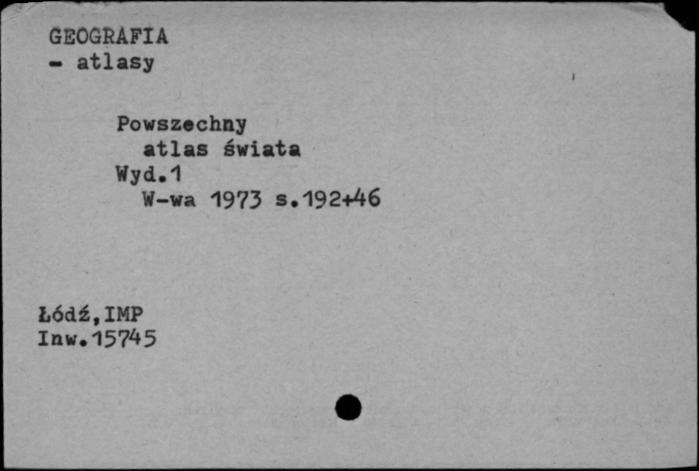 GEOGRAFIA
- atlasy
Powszechny
atlas świata
Wyd.1
W-wa 1973 s.192+46
Łódź,IMP
Inw.15745